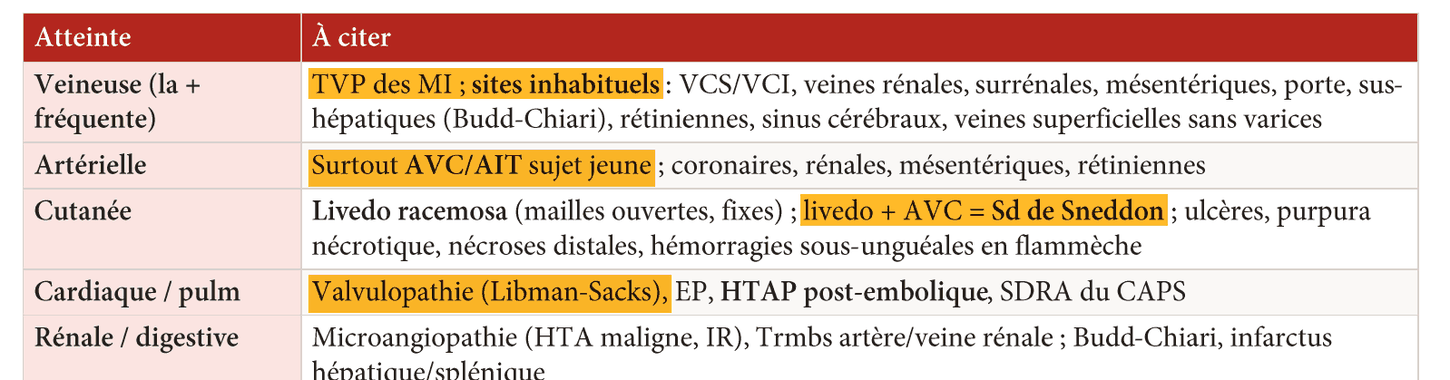 Atteinte
À citer
Veineuse (la +
fréquente)
TVP des MI ; sites inhabituels : VCS/VCI, veines rénales, surrénales, mésentériques, porte, sus-
hépatiques (Budd-Chiari), rétiniennes, sinus cérébraux, veines superficielles sans varices
Artérielle
Surtout AVC/AIT sujet jeune ; coronaires, rénales, mésentériques, rétiniennes
Cutanée
Livedo racemosa (mailles ouvertes, fixes) ; livedo + AVC = Sd de Sneddon ; ulcères, purpura
nécrotique, nécroses distales, hémorragies sous-unguéales en flammèche
Cardiaque / pulm
Valvulopathie (Libman-Sacks), EP, HTAP post-embolique, SDRA du CAPS
Rénale / digestive
Microangiopathie (HTA maligne, IR), Trmbs artère/veine rénale ; Budd-Chiari, infarctus
hépatique/splénique